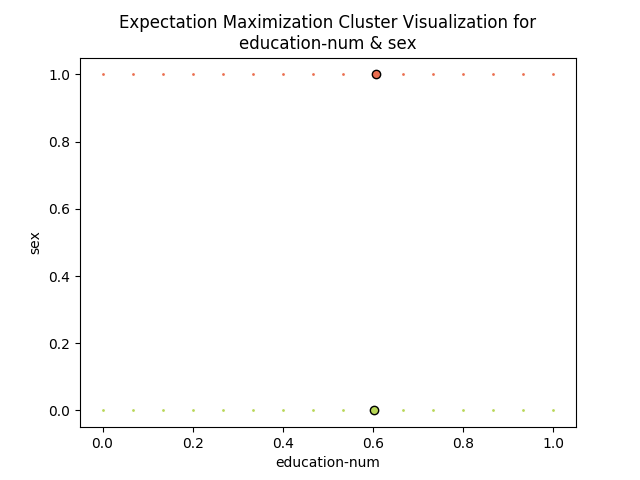 Expectation Maximization Cluster Visualization for
education-num & sex
1.0
0.8
0.6
0.4
0.2
0.0
sex
0.0 0.2 0.4 0.6 0.8 1.0
education-num